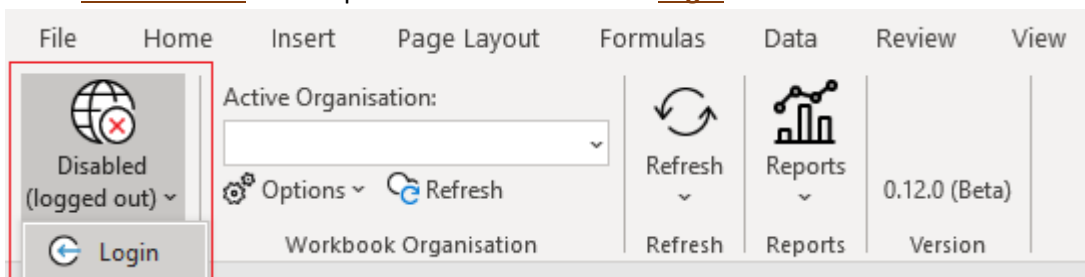 File Home Insert Page Layout Formulas Data Review View
Active Organisation:
Disabled
(logged out)
Options
Refresh
Refresh
Reports
0.12.0 (Beta)
Login
Workbook Organisation
Refresh
Reports
Version